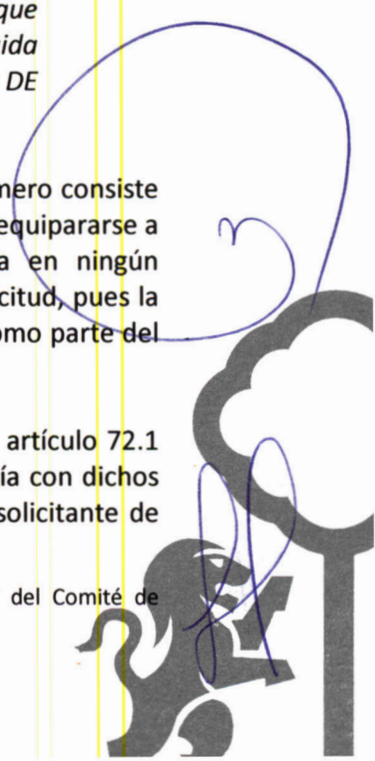 que
ida
DE
mero consiste
equipararse a
a en ningún
citud, pues la
omo parte del
artículo 72.1
ía con dichos
solicitante de
del Comité de